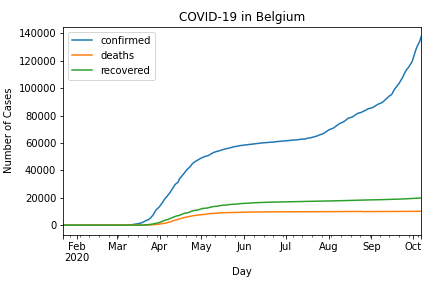 COVID-19 in Belgium
140000
120000
100000
80000
60000
40000
20000
0
Number of Cases
confirmed
deaths
recovered
Feb Mar Apr May Jun Jul Aug Sep Oct
2020
Day